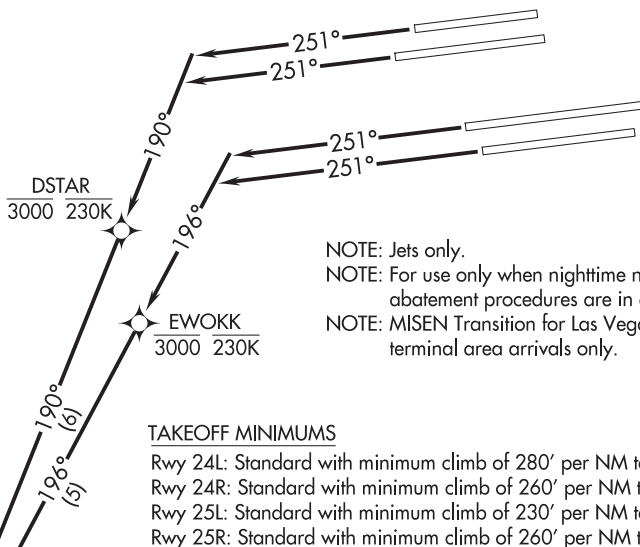 251°
251°
190°
251°
251°
196°
DSTAR
3000 230K
EWOKK
3000 230K
NOTE: Jets only.
NOTE: For use only when nighttime
abatement procedures are in
NOTE: MISEN Transition for Las
terminal area arrivals only.
190°
(6)
196°
(5)
TAKEOFF MINIMUMS
Rwy 24L: Standard with minimum climb of 280' per NM
Rwy 24R: Standard with minimum climb of 260' per NM
Rwy 25L: Standard with minimum climb of 230' per NM
Rwy 25R: Standard with minimum climb of 260' per NM